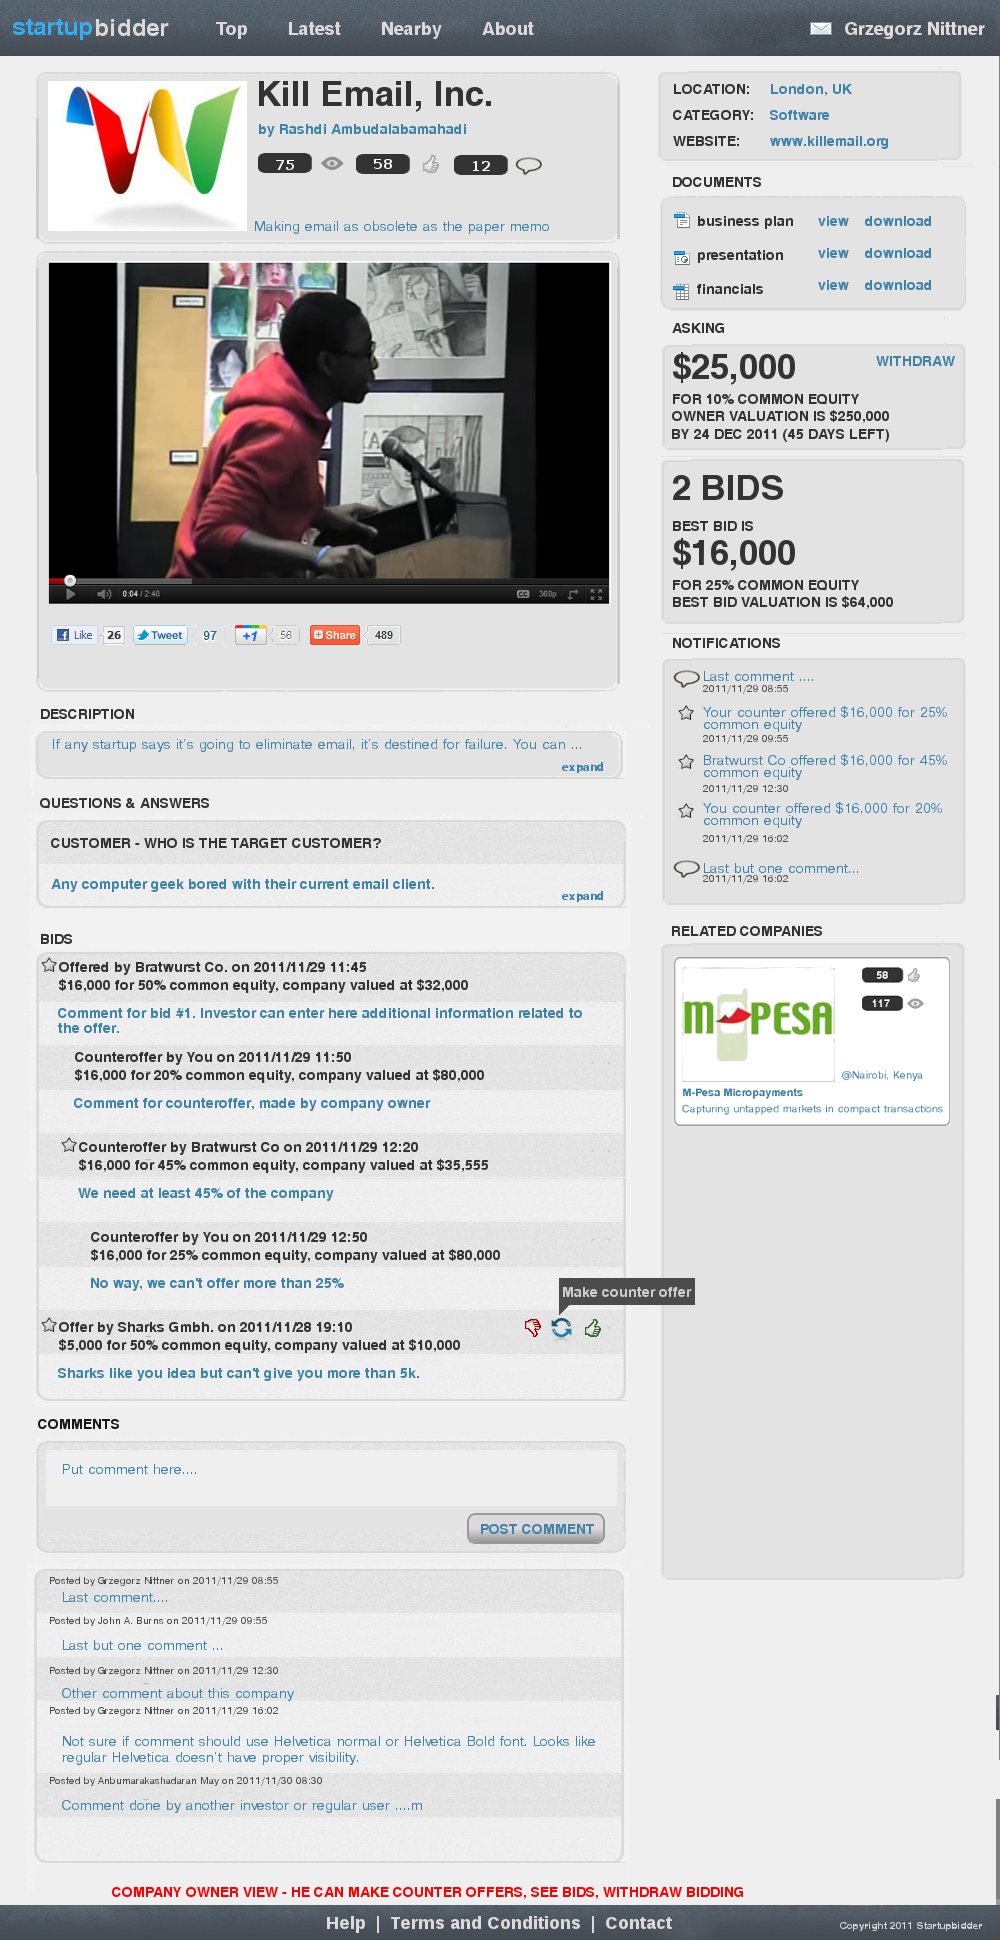 startupbidder Top Latest Nearby About Grzegorz Nittner
Kill Email, Inc.
by Rashdi Ambudalabamahadi
75 58 12
Making email as obsolete as the paper memo
0:04 / 2:48 CC 360p
Like 26 Tweet 97 +1 56 Share 489
DESCRIPTION
If any startup says it's going to eliminate email, it's destined for failure. You can ...
expand
QUESTIONS & ANSWERS
CUSTOMER - WHO IS THE TARGET CUSTOMER?
Any computer geek bored with their current email client.
expand
BIDS
Offered by Bratwurst Co. on 2011/11/29 11:45
$16,000 for 50% common equity, company valued at $32,000
Comment for bid #1. Investor can enter here additional information related to
the offer.
Counteroffer by You on 2011/11/29 11:50
$16,000 for 20% common equity, company valued at $80,000
Comment for counteroffer, made by company owner
Counteroffer by Bratwurst Co on 2011/11/29 12:20
$16,000 for 45% common equity, company valued at $35,555
We need at least 45% of the company
Counteroffer by You on 2011/11/29 12:50
$16,000 for 25% common equity, company valued at $80,000
No way, we can't offer more than 25%
Make counter offer
Offer by Sharks Gmbh. on 2011/11/28 19:10
$5,000 for 50% common equity, company valued at $10,000
Sharks like you idea but can't give you more than 5k.
COMMENTS
Put comment here....
POST COMMENT
Posted by Grzegorz Nittner on 2011/11/29 08:55
Last comment....
Posted by John A. Burns on 2011/11/29 09:55
Last but one comment ...
Posted by Grzegorz Nittner on 2011/11/29 12:30
Other comment about this company
Posted by Grzegorz Nittner on 2011/11/29 16:02
Not sure if comment should use Helvetica normal or Helvetica Bold font. Looks like
regular Helvetica doesn't have proper visibility.
Posted by Anbumarakashadaran May on 2011/11/30 08:30
Comment done by another investor or regular user ....m
LOCATION: London, UK
CATEGORY: Software
WEBSITE: www.killemail.org
DOCUMENTS
business plan view download
presentation view download
financials view download
ASKING
$25,000 WITHDRAW
FOR 10% COMMON EQUITY
OWNER VALUATION IS $250,000
BY 24 DEC 2011 (45 DAYS LEFT)
2 BIDS
BEST BID IS
$16,000
FOR 25% COMMON EQUITY
BEST BID VALUATION IS $64,000
NOTIFICATIONS
Last comment ....
2011/11/29 08:55
Your counter offered $16,000 for 25%
common equity
2011/11/29 09:55
Bratwurst Co offered $16,000 for 45%
common equity
2011/11/29 12:30
You counter offered $16,000 for 20%
common equity
2011/11/29 16:02
Last but one comment...
2011/11/29 16:02
RELATED COMPANIES
58
117
M PESA
@Nairobi, Kenya
M-Pesa Micropayments
Capturing untapped markets in compact transactions
COMPANY OWNER VIEW - HE CAN MAKE COUNTER OFFERS, SEE BIDS, WITHDRAW BIDDING
Help | Terms and Conditions | Contact
Copyright 2011 Startupbidder